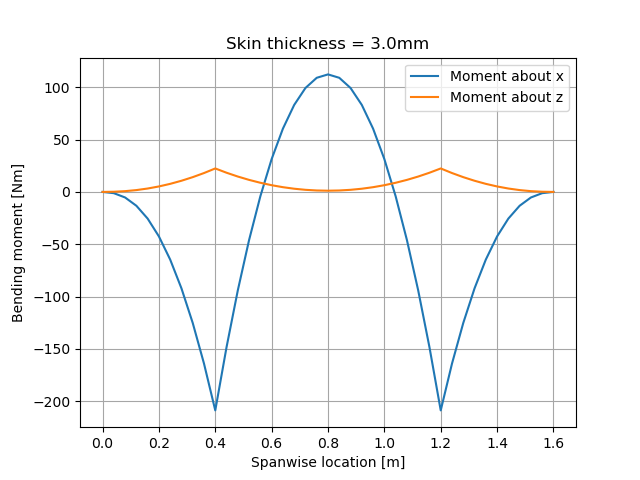 Skin thickness = 3.0mm
Moment about x
Moment about z
Bending moment [Nm]
100
50
0
−50
−100
−150
−200
0.0 0.2 0.4 0.6 0.8 1.0 1.2 1.4 1.6
Spanwise location [m]